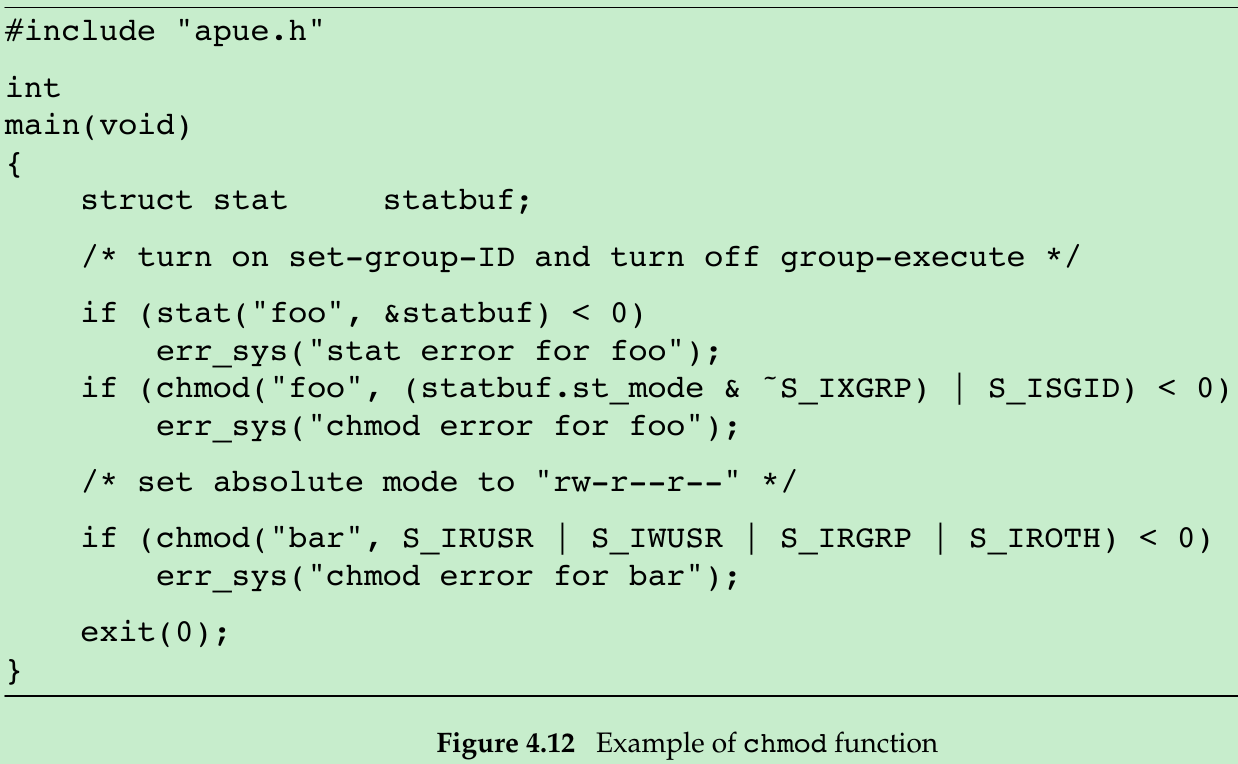 #include "apue.h"
int
main(void)
{
    struct stat     statbuf;
    /* turn on set-group-ID and turn off group-execute */
    if (stat("foo", &statbuf) < 0)
        err_sys("stat error for foo");
    if (chmod("foo", (statbuf.st_mode & ~S_IXGRP) | S_ISGID) < 0)
        err_sys("chmod error for foo");
    /* set absolute mode to "rw-r--r--" */
    if (chmod("bar", S_IRUSR | S_IWUSR | S_IRGRP | S_IROTH) < 0)
        err_sys("chmod error for bar");
    exit(0);
}
Figure 4.12 Example of chmod function